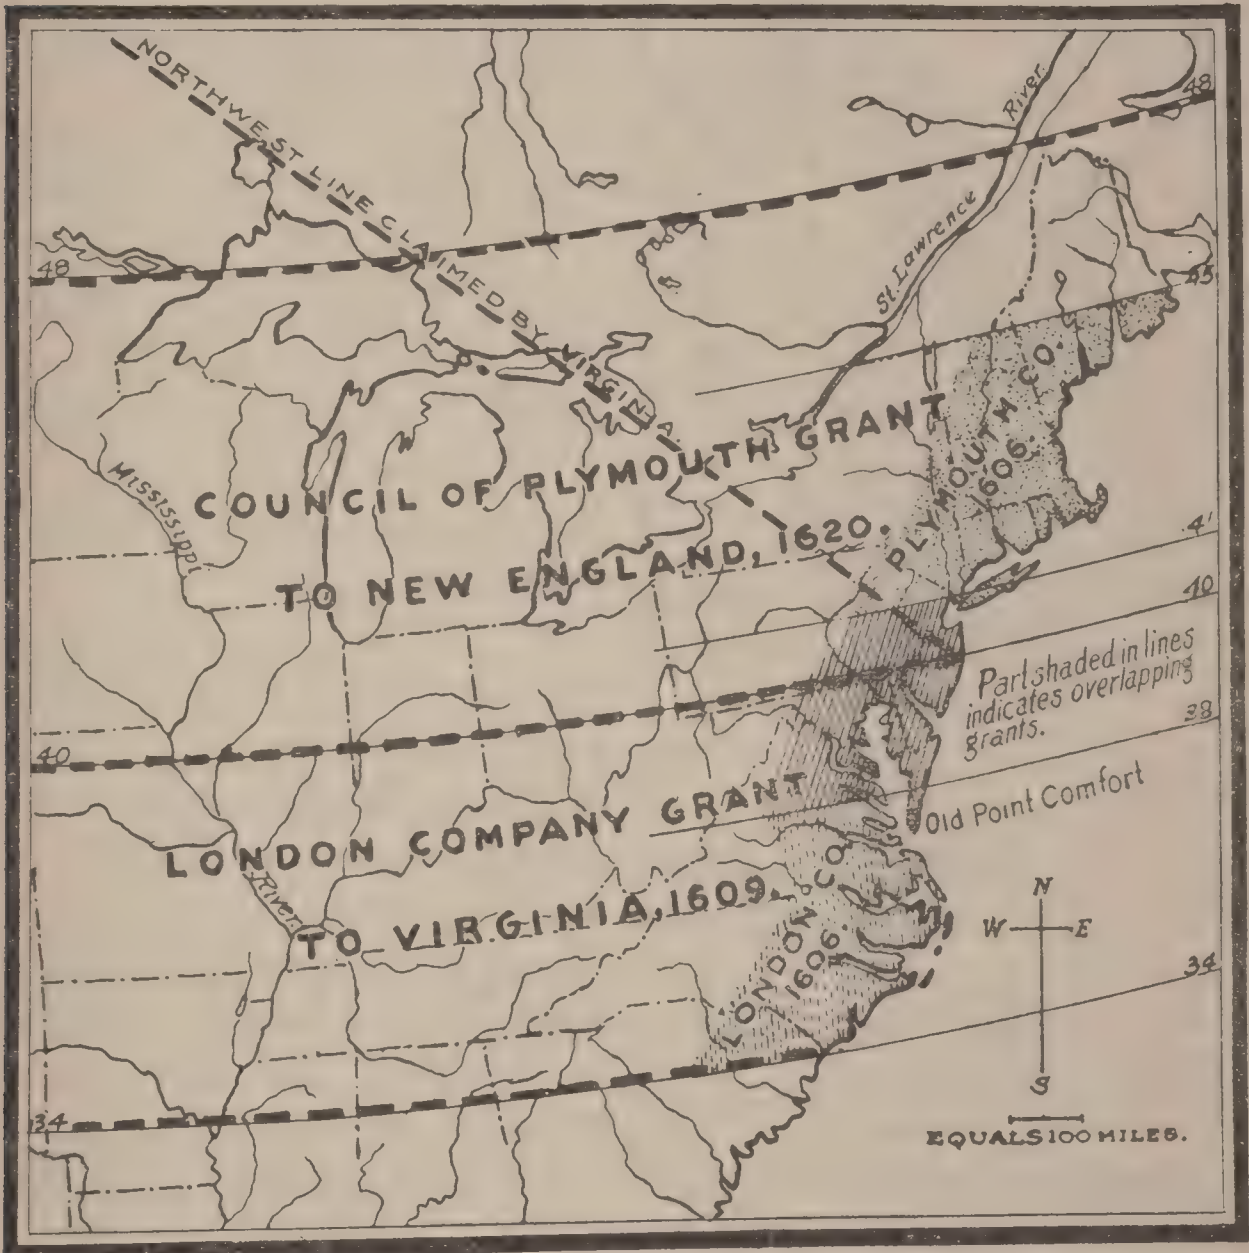 NORTHWEST LINE CLAIMED BY VIRGINIA.
River.
48
48
St. Lawrence
45
PLYMOUTH CO.
1606.
Mississippi
COUNCIL OF PLYMOUTH GRANT
TO NEW ENGLAND, 1620.
41
40
Part shaded in lines
indicates overlapping
grants.
38
40
Old Point Comfort
LONDON COMPANY GRANT
River
TO VIRGINIA, 1609.
LONDON CO.
1606.
N
W E
S
34
34
EQUALS 100 MILES.